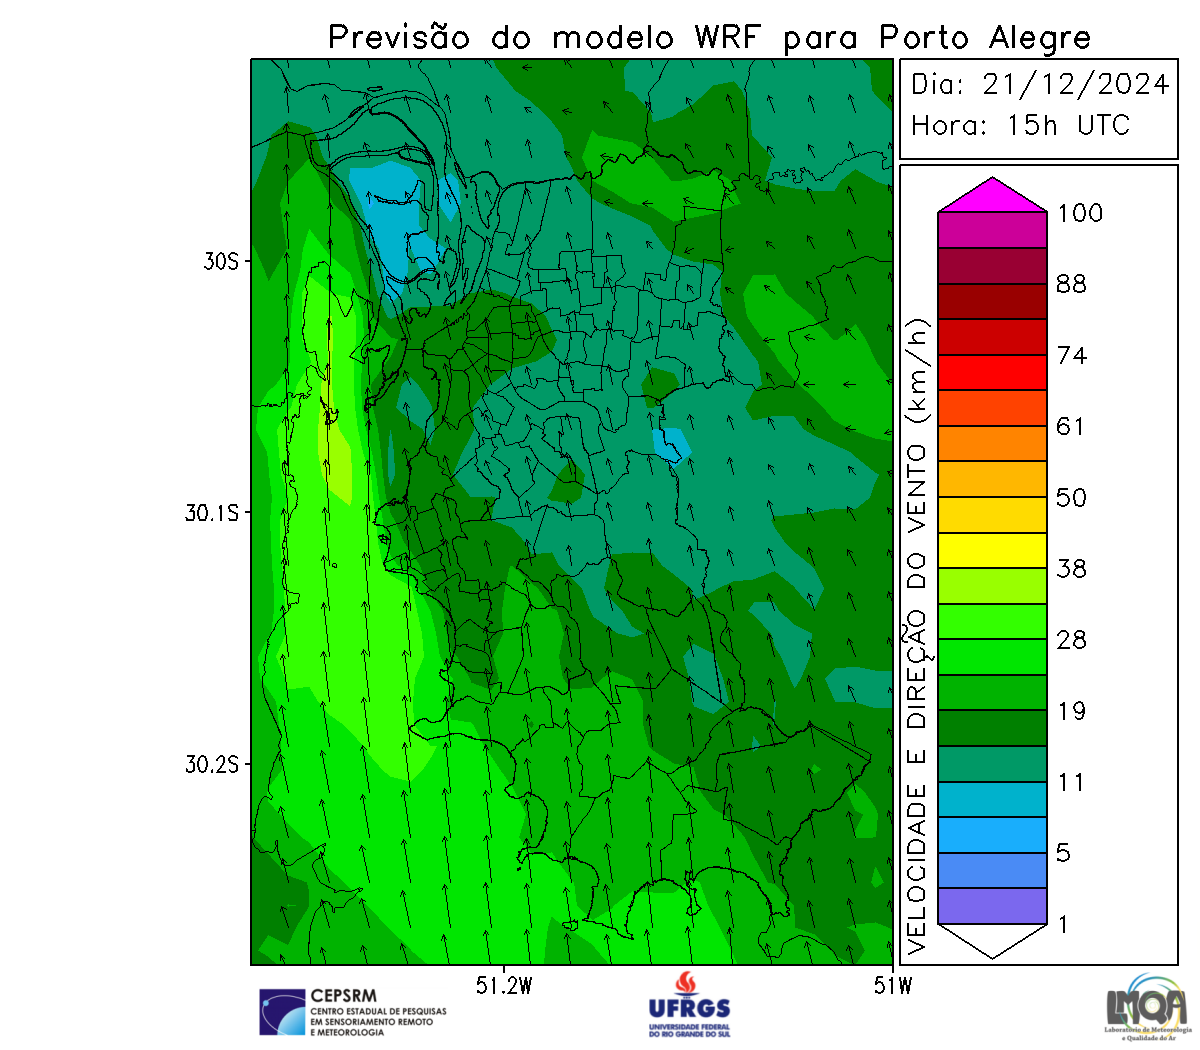 Previsão do modelo WRF para Porto Alegre
Dia: 21/12/2024
Hora: 15h UTC
30S
30.1S
30.2S
51.2W
51W
VELOCIDADE E DIREÇÃO DO VENTO (km/h)
100
88
74
61
50
38
28
19
11
5
1
CEPSRM
CENTRO ESTADUAL DE PESQUISAS
EM SENSORIAMENTO REMOTO
E METEOROLOGIA
UFRGS
UNIVERSIDADE FEDERAL
DO RIO GRANDE DO SUL
LMQA
Laboratório de Meteorologia
e Qualidade do Ar